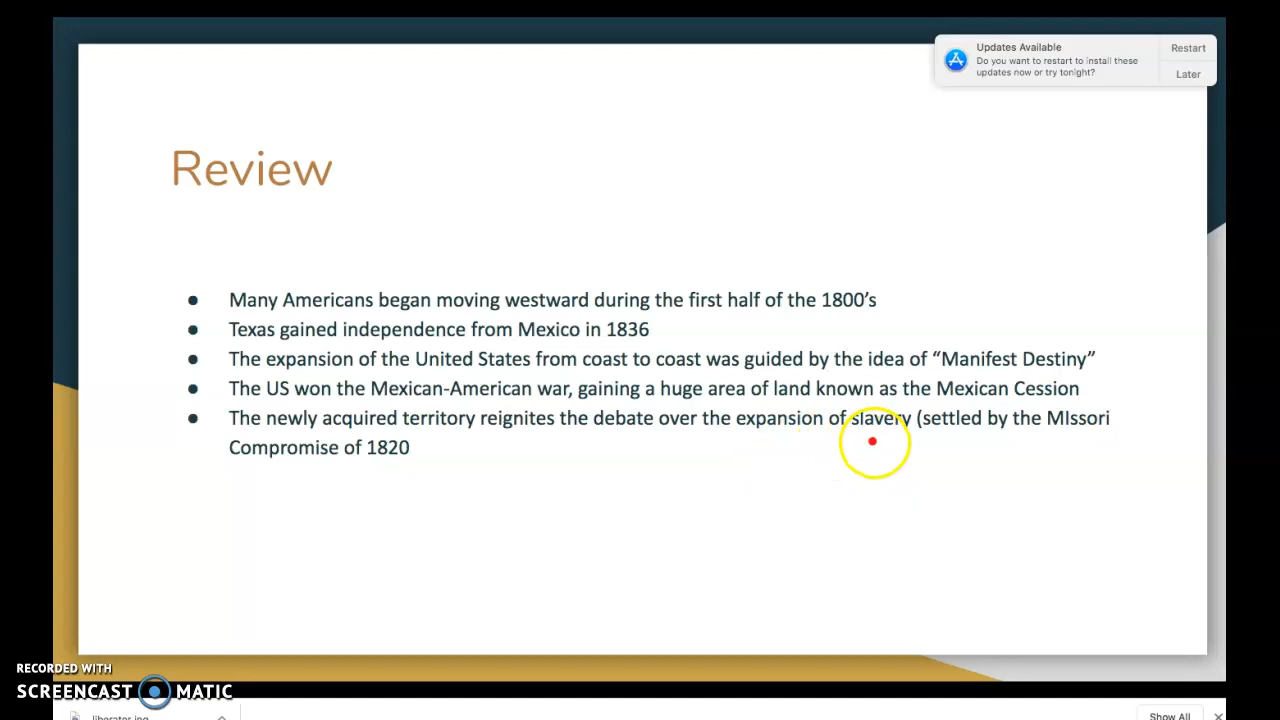 Updates Available
Restart
Do you want to restart to install these
updates now or try tonight?
Later
Review
● Many Americans began moving westward during the first half of the 1800’s
● Texas gained independence from Mexico in 1836
● The expansion of the United States from coast to coast was guided by the idea of “Manifest Destiny”
● The US won the Mexican-American war, gaining a huge area of land known as the Mexican Cession
● The newly acquired territory reignites the debate over the expansion of slavery (settled by the MIssori
Compromise of 1820
RECORDED WITH
SCREENCAST MATIC
liberator.jpg
Show All